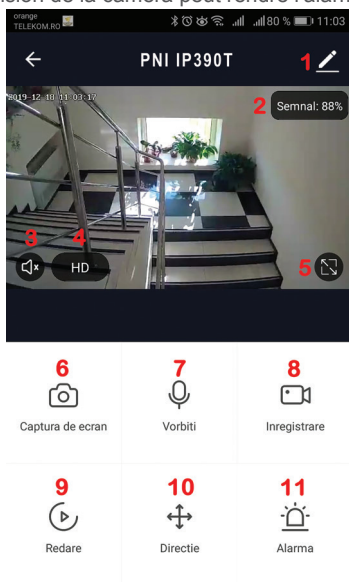 orange
TELEKOM.RO 80 % 11:03
PNI IP390T 1
2019-12-18 11:03:17
2 Semnal: 88%
3 4
HD
5
6 7 8
Captura de ecran Vorbiti Inregistrare
9 10 11
Redare Directie Alarma